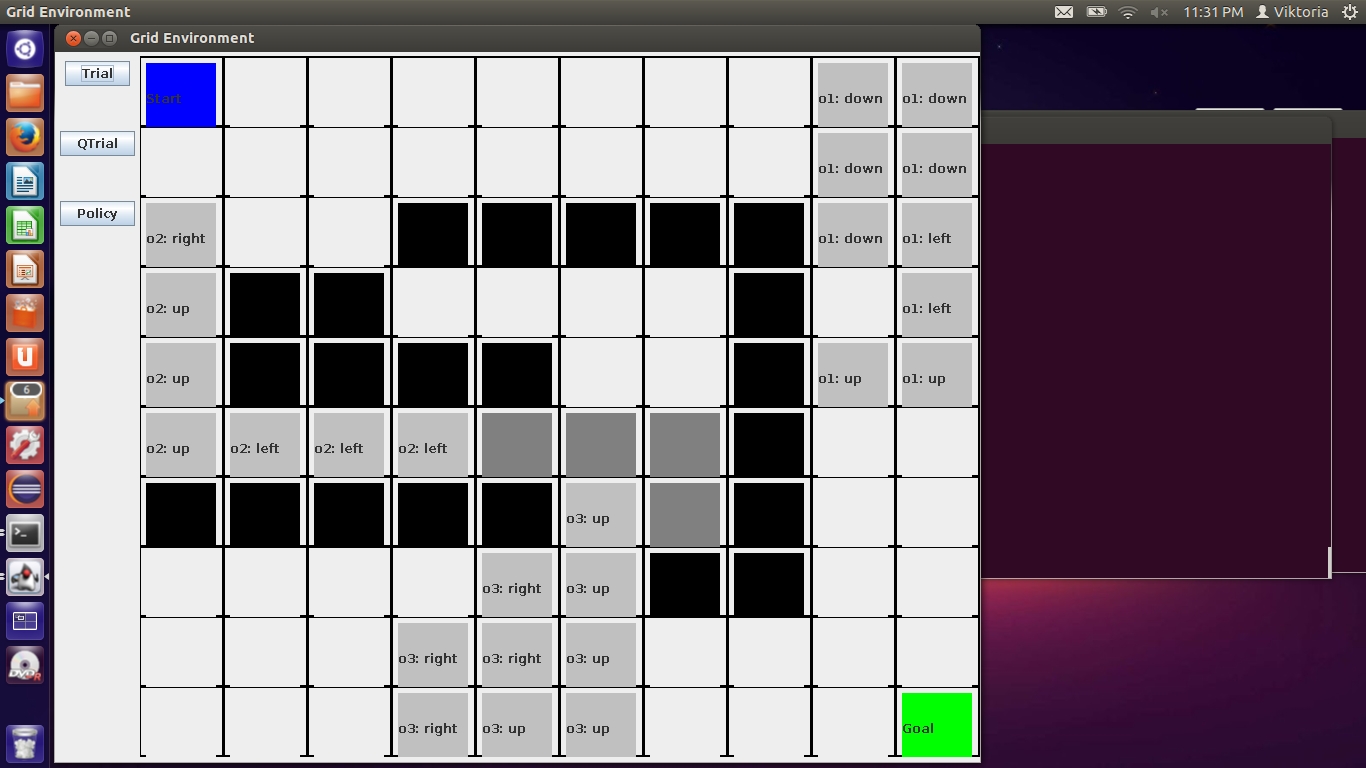 Grid Environment
11:31 PM
Viktoria
Grid Environment
Trial
Start
o1: down
o1: down
QTrial
o1: down
o1: down
Policy
o2: right
o1: down
o1: left
o2: up
o1: left
o2: up
o1: up
o1: up
6
o2: up
o2: left
o2: left
o2: left
o3: up
o3: right
o3: up
o3: right
o3: right
o3: up
DVD R
o3: right
o3: up
o3: up
Goal